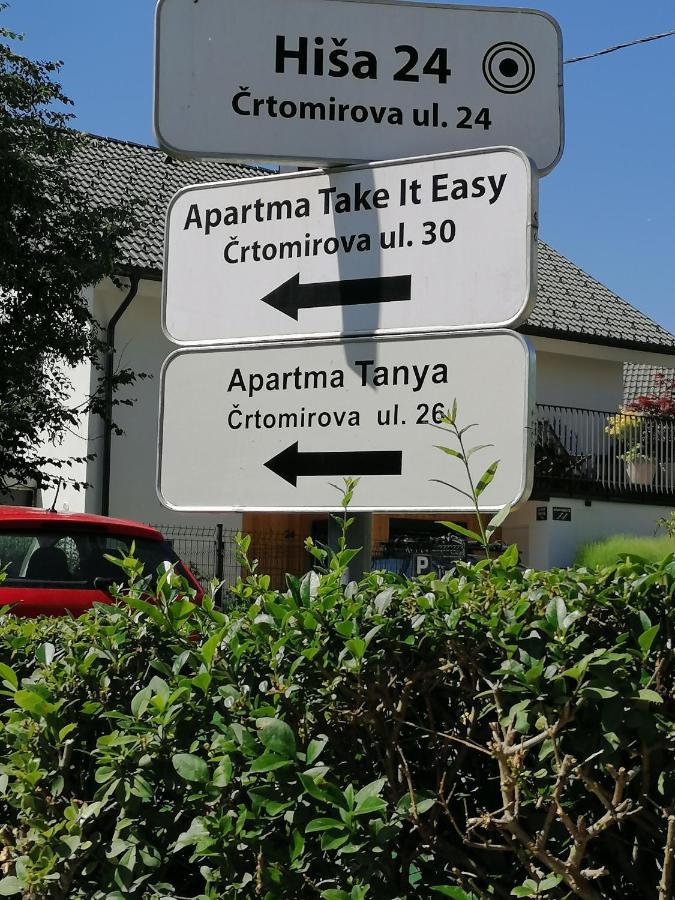 Hiša 24
Črtomirova ul. 24
Apartma Take It Easy
Črtomirova ul. 30
Apartma Tanya
Črtomirova ul. 26
P